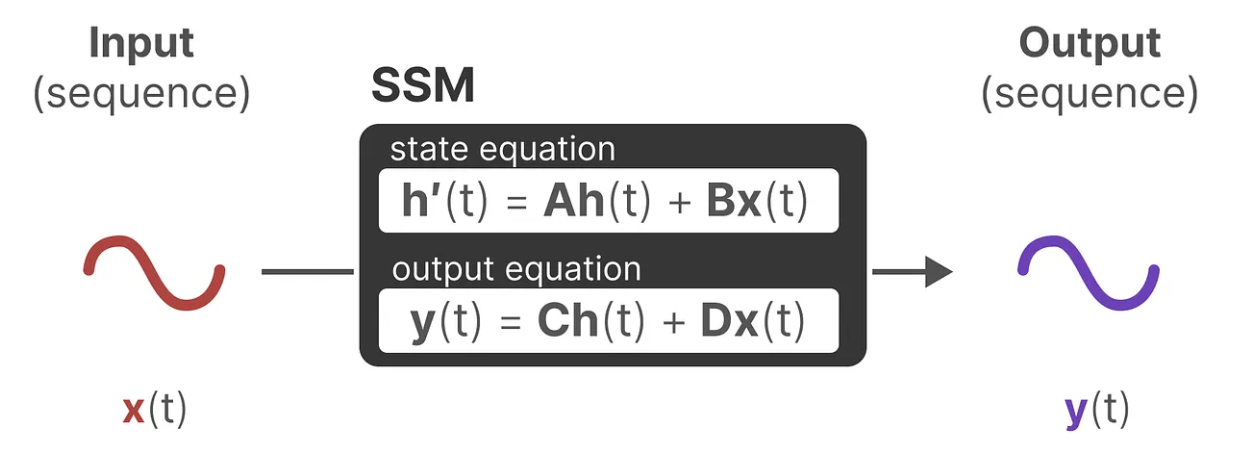 Input
(sequence)
SSM
state equation
h′(t) = Ah(t) + Bx(t)
output equation
y(t) = Ch(t) + Dx(t)
x(t)
Output
(sequence)
y(t)